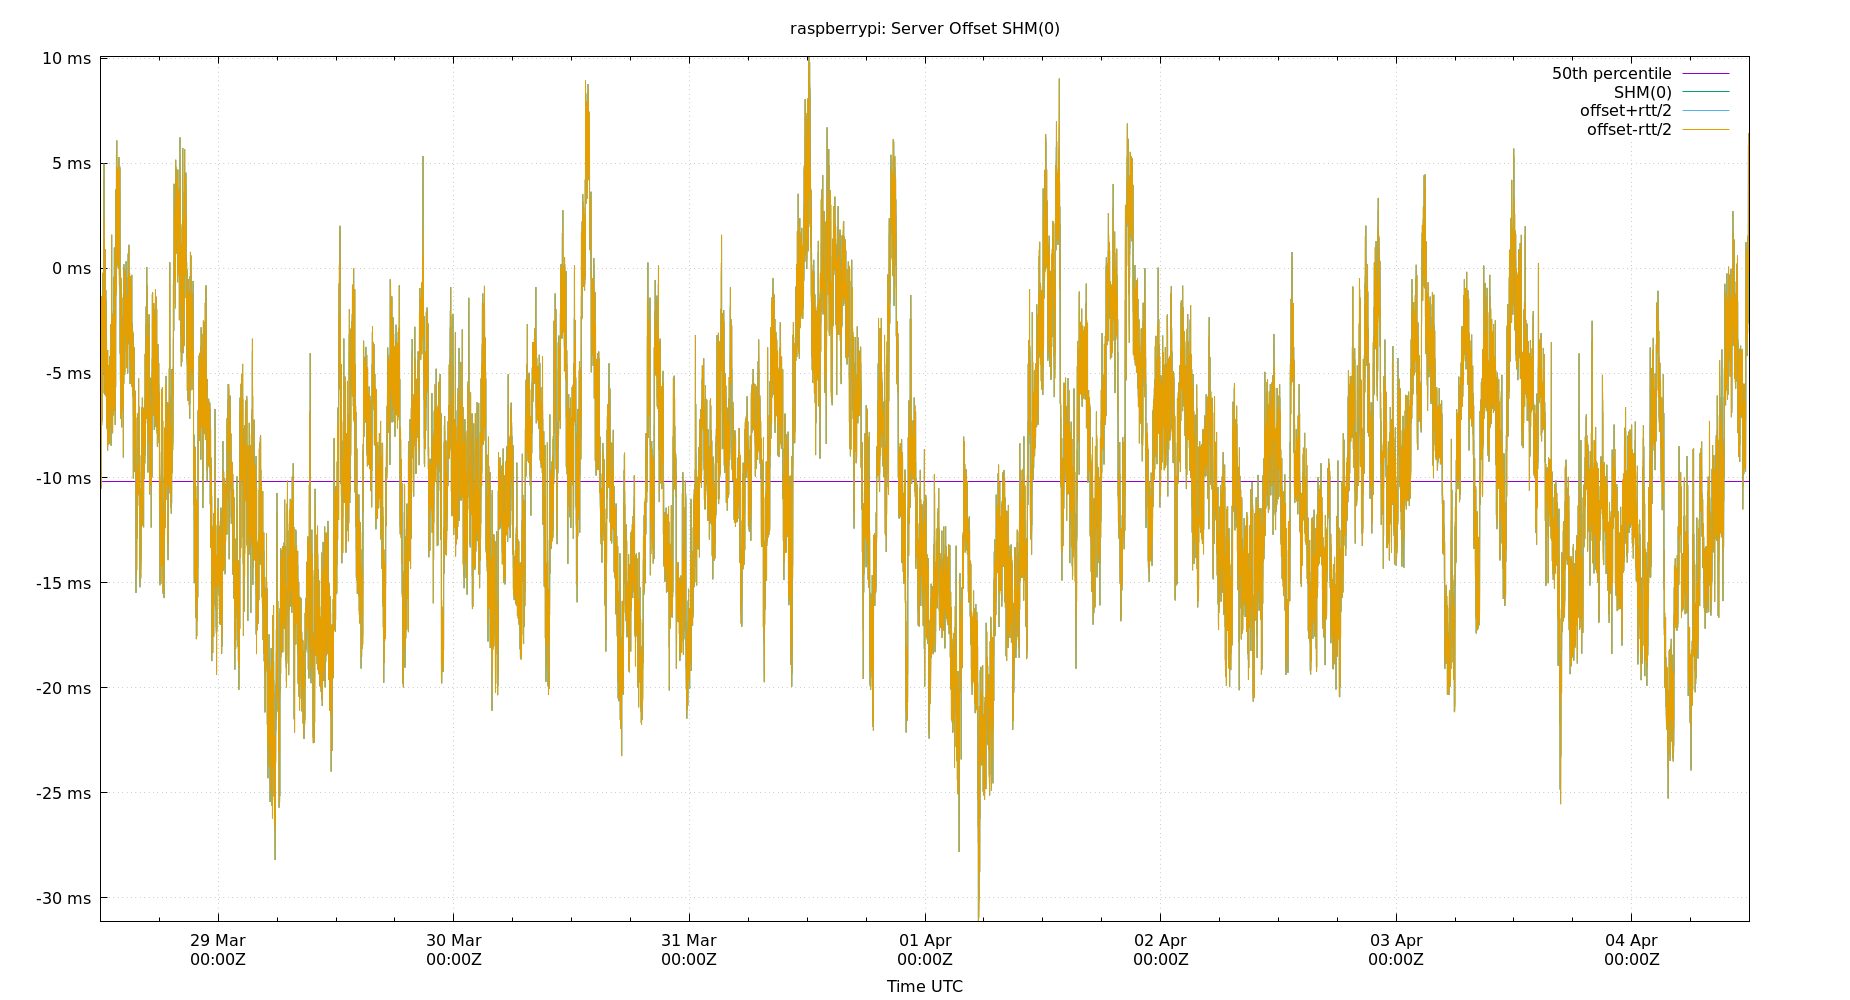 raspberrypi: Server Offset SHM(0)
10 ms
5 ms
0 ms
-5 ms
-10 ms
-15 ms
-20 ms
-25 ms
-30 ms
50th percentile
SHM(0)
offset+rtt/2
offset-rtt/2
29 Mar 30 Mar 31 Mar 01 Apr 02 Apr 03 Apr 04 Apr
00:00Z 00:00Z 00:00Z 00:00Z 00:00Z 00:00Z 00:00Z
Time UTC